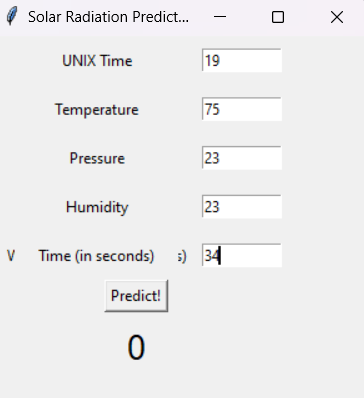 Solar Radiation Predict...
UNIX Time 19
Temperature 75
Pressure 23
Humidity 23
Time (in seconds) s) 34
Predict!
0